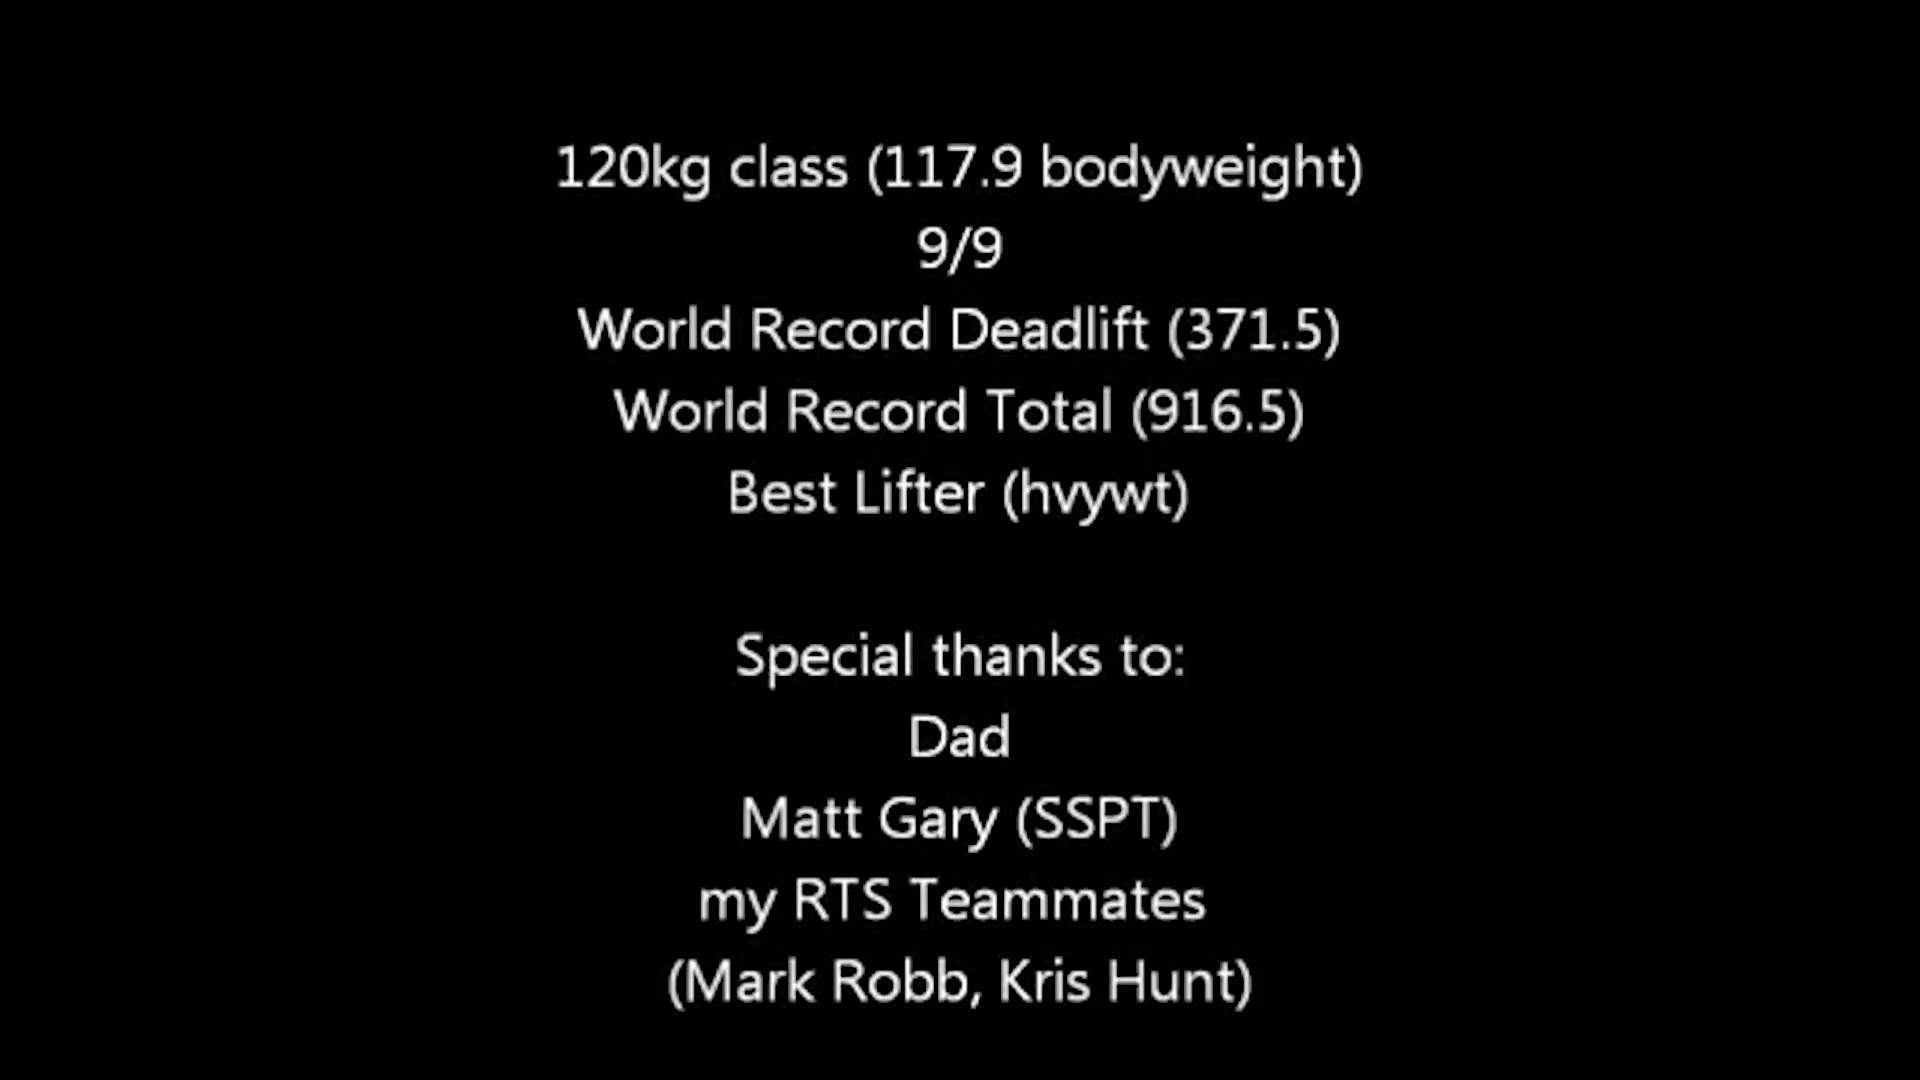 120kg class (117.9 bodyweight)
9/9
World Record Deadlift (371.5)
World Record Total (916.5)
Best Lifter (hvywt)
Special thanks to:
Dad
Matt Gary (SSPT)
my RTS Teammates
(Mark Robb, Kris Hunt)